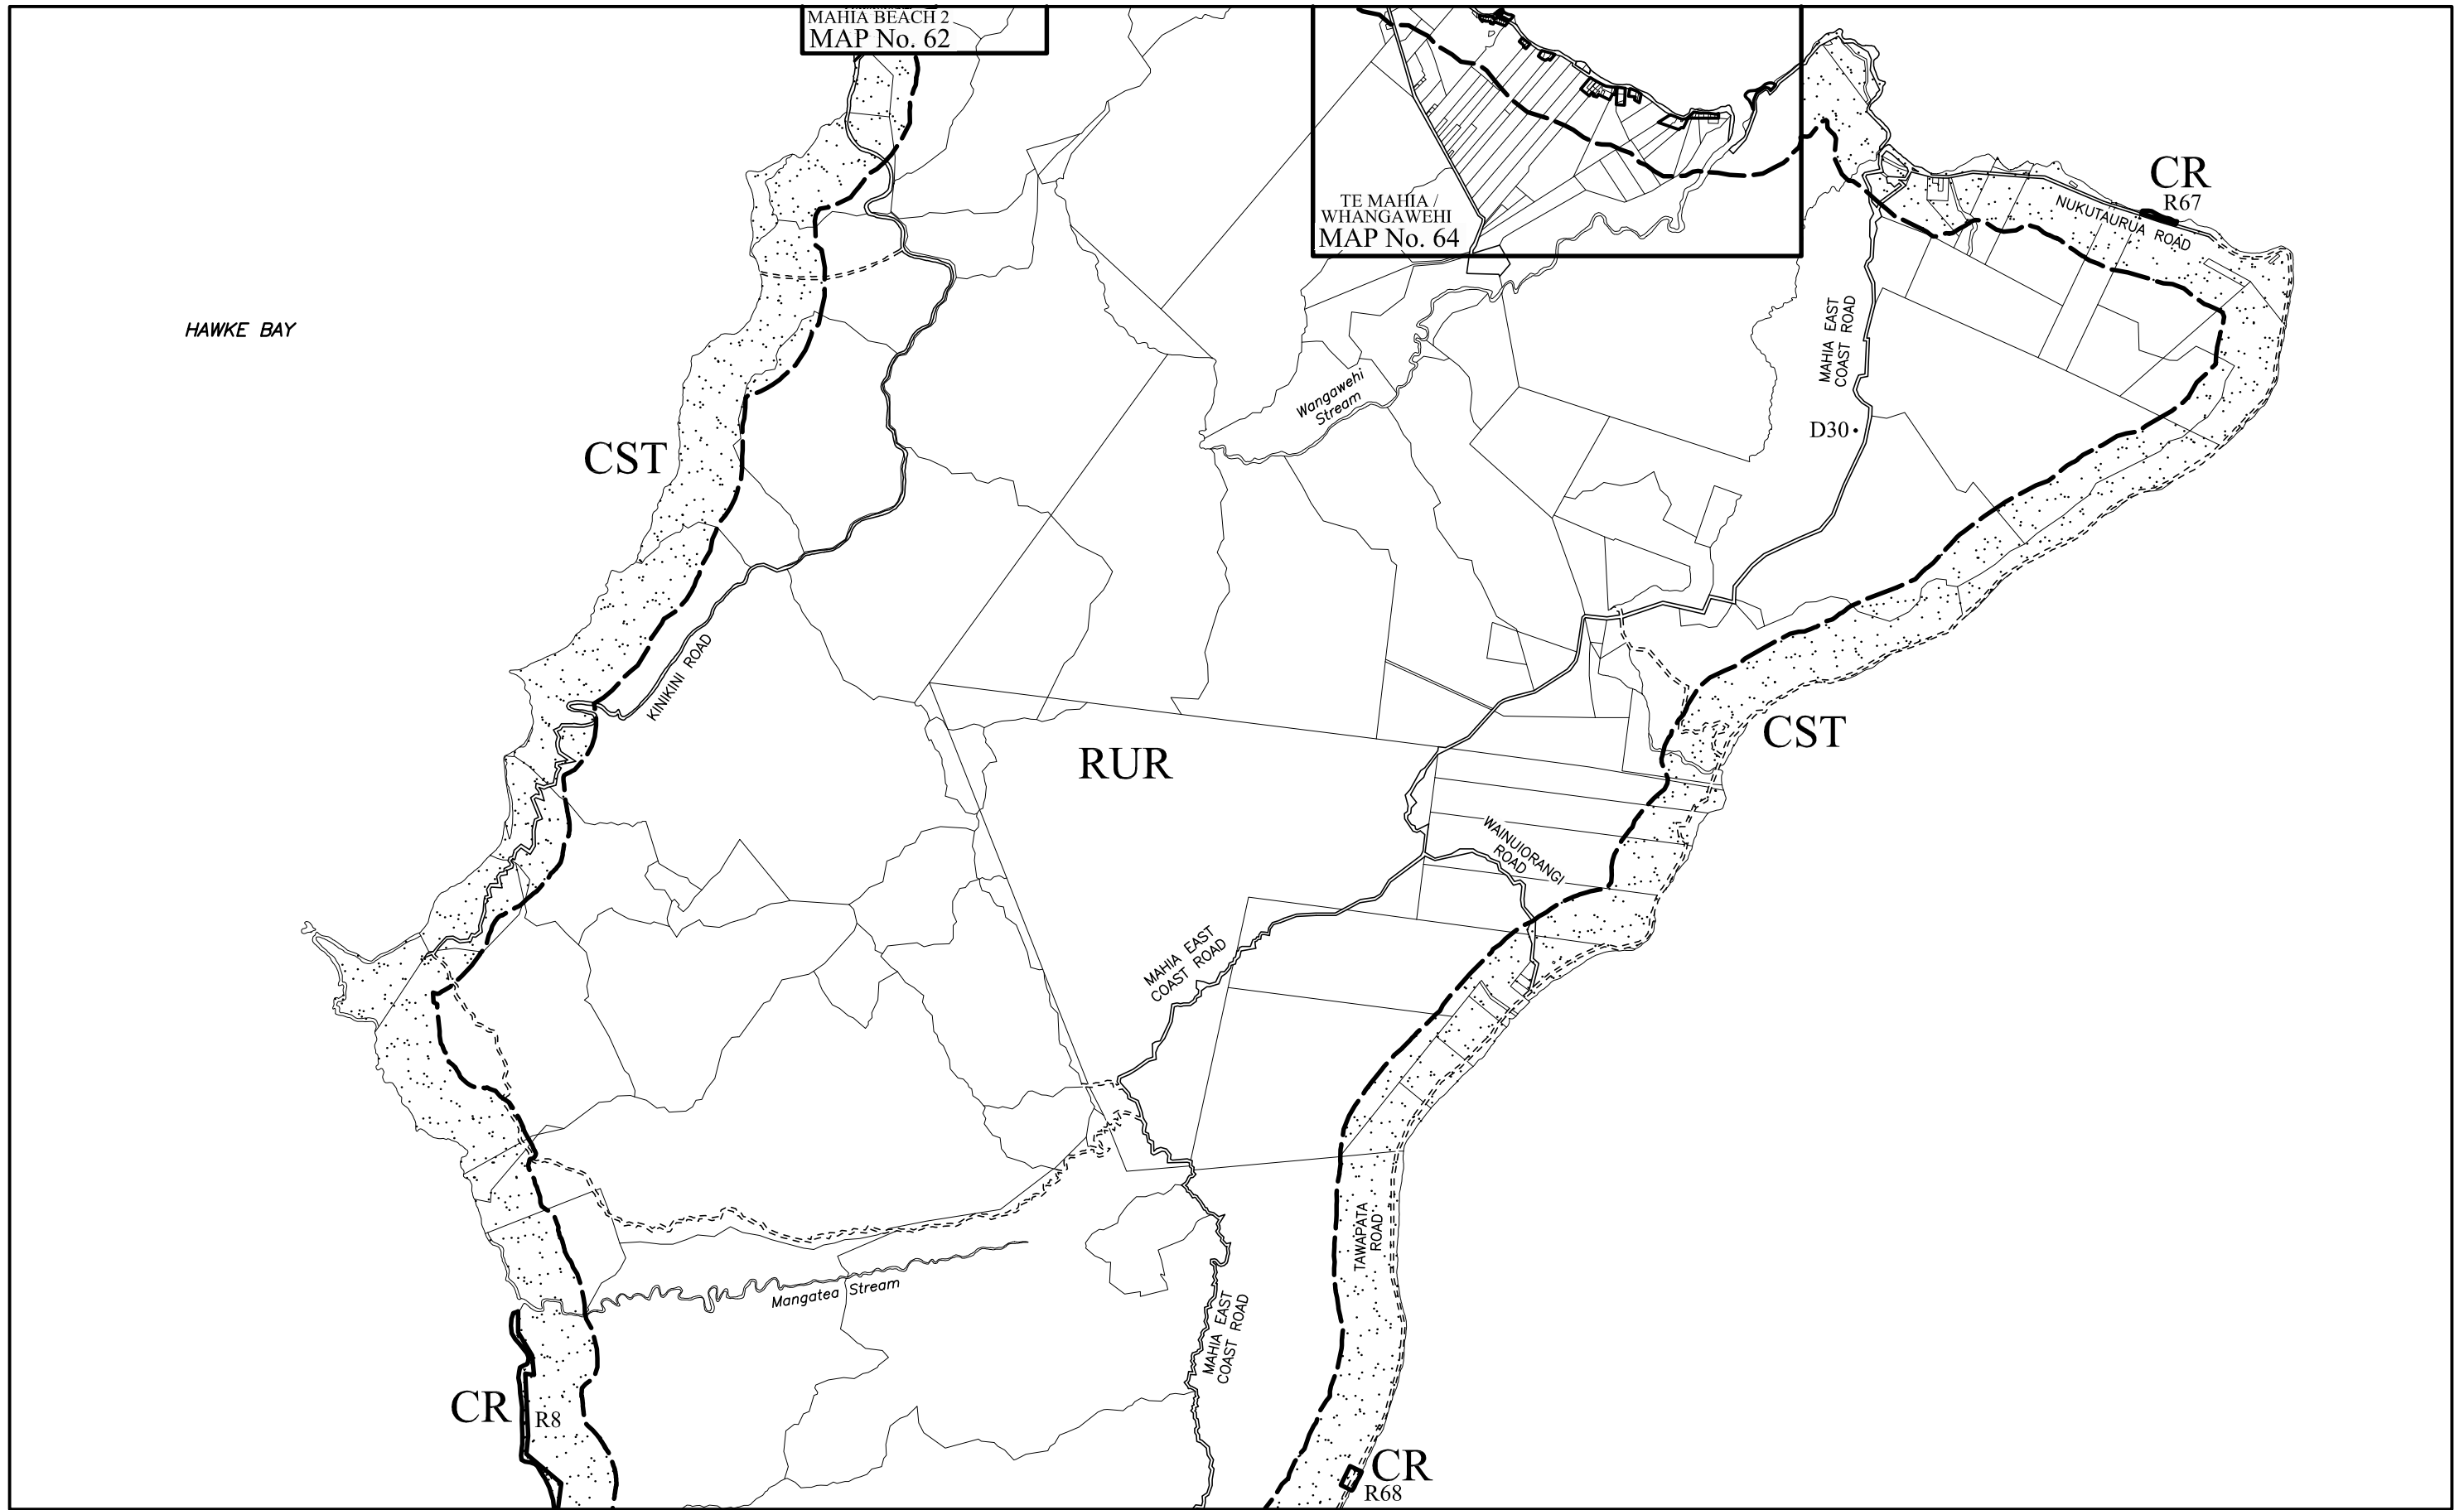 MAHIA BEACH 2
MAP No. 62
TE MAHIA /
WHANGAWEHI
MAP No. 64
CR
R67
NUKUTAURUA ROAD
HAWKE BAY
MAHIA EAST
COAST ROAD
Wangawehi
Stream
D30
CST
KINIKINI ROAD
CST
RUR
WAINUIORANGI
ROAD
MAHIA EAST
COAST ROAD
TAWAPATA
ROAD
Mangatea Stream
MAHIA EAST
COAST ROAD
CR
R8
CR
R68